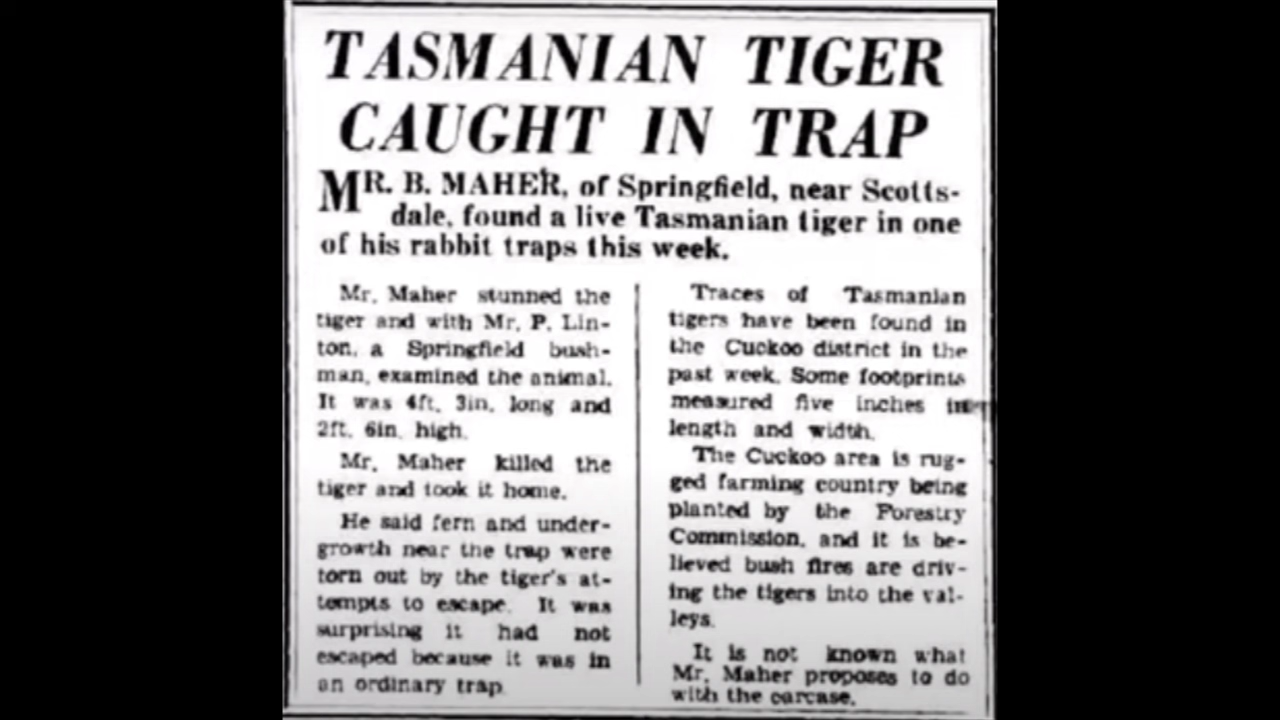 TASMANIAN TIGER
CAUGHT IN TRAP
MR. B. MAHER, of Springfield, near Scotts-
dale, found a live Tasmanian tiger in one
of his rabbit traps this week.
Mr. Maher stunned the
tiger and with Mr. P. Lin-
ton, a Springfield bush-
man, examined the animal.
It was 4ft. 3in. long and
2ft. 6in. high.
Mr. Maher killed the
tiger and took it home.
He said fern and under-
growth near the trap were
torn out by the tiger's at-
tempts to escape. It was
surprising it had not
escaped because it was in
an ordinary trap.
Traces of Tasmanian
tigers have been found in
the Cuckoo district in the
past week. Some footprints
measured five inches in
length and width.
The Cuckoo area is rug-
ged farming country being
planted by the Forestry
Commission, and it is be-
lieved bush fires are driv-
ing the tigers into the val-
leys.
It is not known what
Mr. Maher proposes to do
with the carcase.